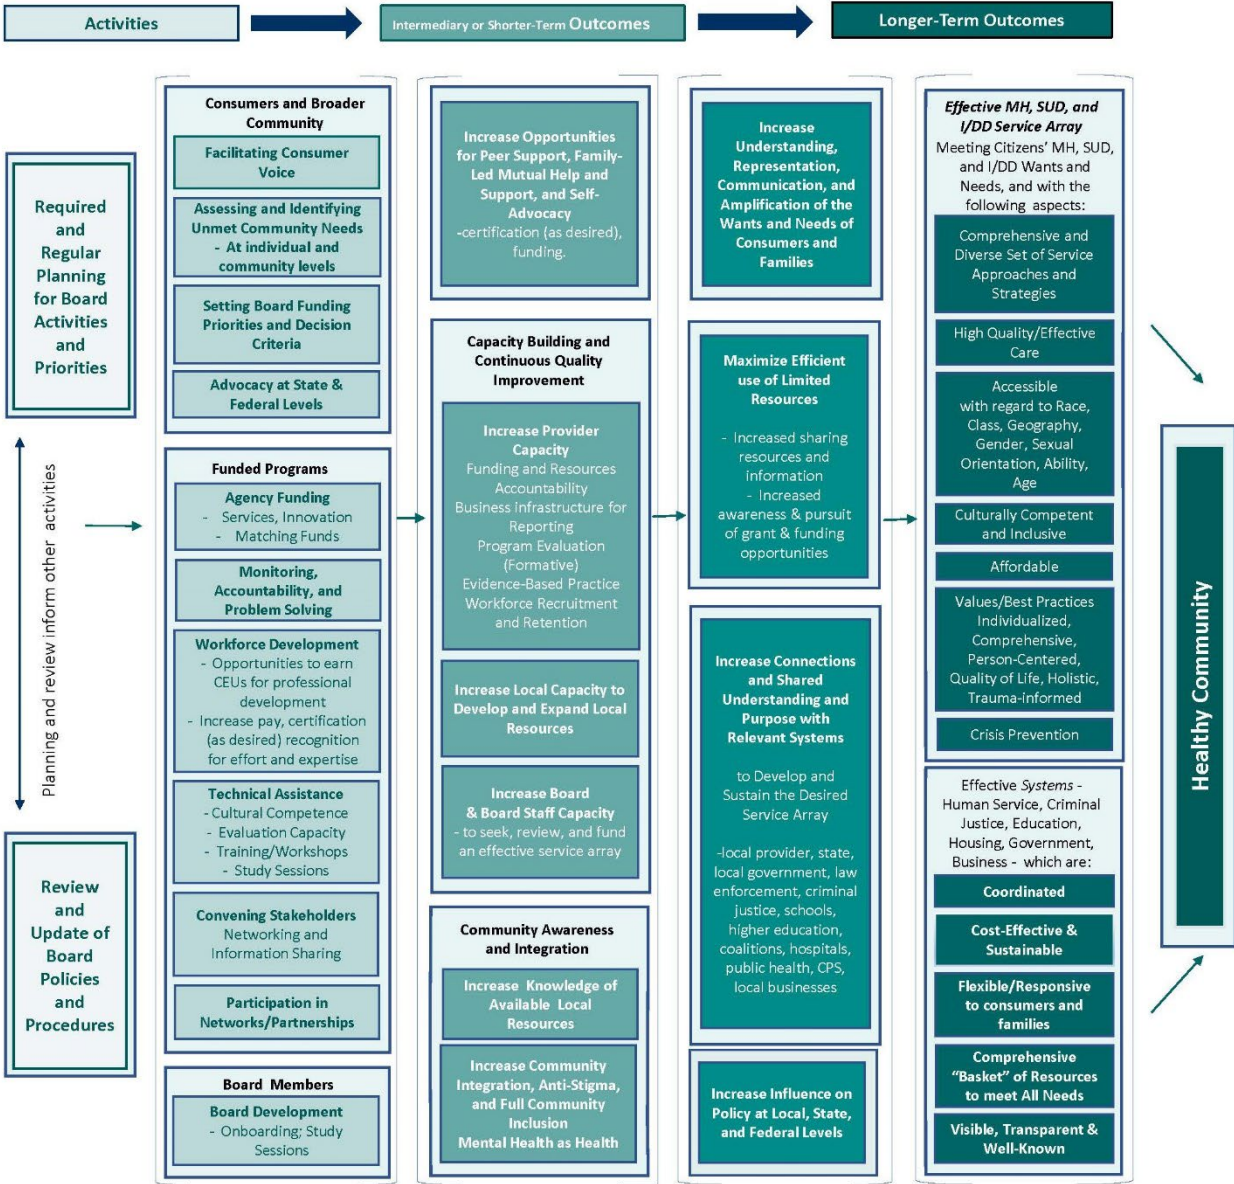 Activities
Intermediary or Shorter-Term Outcomes
Longer-Term Outcomes
Required
and
Regular
Planning
for Board
Activities
and
Priorities
Planning and review inform other activities
Review
and
Update of
Board
Policies
and
Procedures
Consumers and Broader
Community
Facilitating Consumer
Voice
Assessing and Identifying
Unmet Community Needs
- At individual and
community levels
Setting Board Funding
Priorities and Decision
Criteria
Advocacy at State &
Federal Levels
Funded Programs
Agency Funding
- Services, Innovation
- Matching Funds
Monitoring,
Accountability, and
Problem Solving
Workforce Development
- Opportunities to earn
CEUs for professional
development
- Increase pay, certification
(as desired) recognition
for effort and expertise
Technical Assistance
- Cultural Competence
- Evaluation Capacity
- Training/Workshops
- Study Sessions
Convening Stakeholders
Networking and
Information Sharing
Participation in
Networks/Partnerships
Board Members
Board Development
- Onboarding; Study
Sessions
Increase Opportunities
for Peer Support, Family-
Led Mutual Help and
Support, and Self-
Advocacy
-certification (as desired),
funding.
Capacity Building and
Continuous Quality
Improvement
Increase Provider
Capacity
Funding and Resources
Accountability
Business infrastructure for
Reporting
Program Evaluation
(Formative)
Evidence-Based Practice
Workforce Recruitment
and Retention
Increase Local Capacity to
Develop and Expand Local
Resources
Increase Board
& Board Staff Capacity
- to seek, review, and fund
an effective service array
Community Awareness
and Integration
Increase Knowledge of
Available Local
Resources
Increase Community
Integration, Anti-Stigma,
and Full Community
Inclusion
Mental Health as Health
Increase
Understanding,
Representation,
Communication, and
Amplification of the
Wants and Needs of
Consumers and
Families
Maximize Efficient
use of Limited
Resources
- Increased sharing
resources and
information
- Increased
awareness & pursuit
of grant & funding
opportunities
Increase Connections
and Shared
Understanding and
Purpose with
Relevant Systems
to Develop and
Sustain the Desired
Service Array
-local provider, state,
local government, law
enforcement, criminal
justice, schools,
higher education,
coalitions, hospitals,
public health, CPS,
local businesses
Increase Influence on
Policy at Local, State,
and Federal Levels
Effective MH, SUD, and
I/DD Service Array
Meeting Citizens' MH, SUD,
and I/DD Wants and
Needs, and with the
following aspects:
Comprehensive and
Diverse Set of Service
Approaches and
Strategies
High Quality/Effective
Care
Accessible
with regard to Race,
Class, Geography,
Gender, Sexual
Orientation, Ability,
Age
Culturally Competent
and Inclusive
Affordable
Values/Best Practices
Individualized,
Comprehensive,
Person-Centered,
Quality of Life, Holistic,
Trauma-informed
Crisis Prevention
Effective Systems -
Human Service, Criminal
Justice, Education,
Housing, Government,
Business - which are:
Coordinated
Cost-Effective &
Sustainable
Flexible/Responsive
to consumers and
families
Comprehensive
“Basket” of Resources
to meet All Needs
Visible, Transparent &
Well-Known
Healthy Community